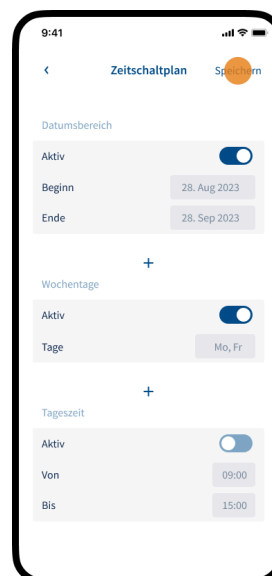 9:41
Zeitschaltplan Speichern
Datumsbereich
Aktiv
Beginn 28. Aug 2023
Ende 28. Sep 2023
+
Wochentage
Aktiv
Tage Mo, Fr
+
Tageszeit
Aktiv
Von 09:00
Bis 15:00